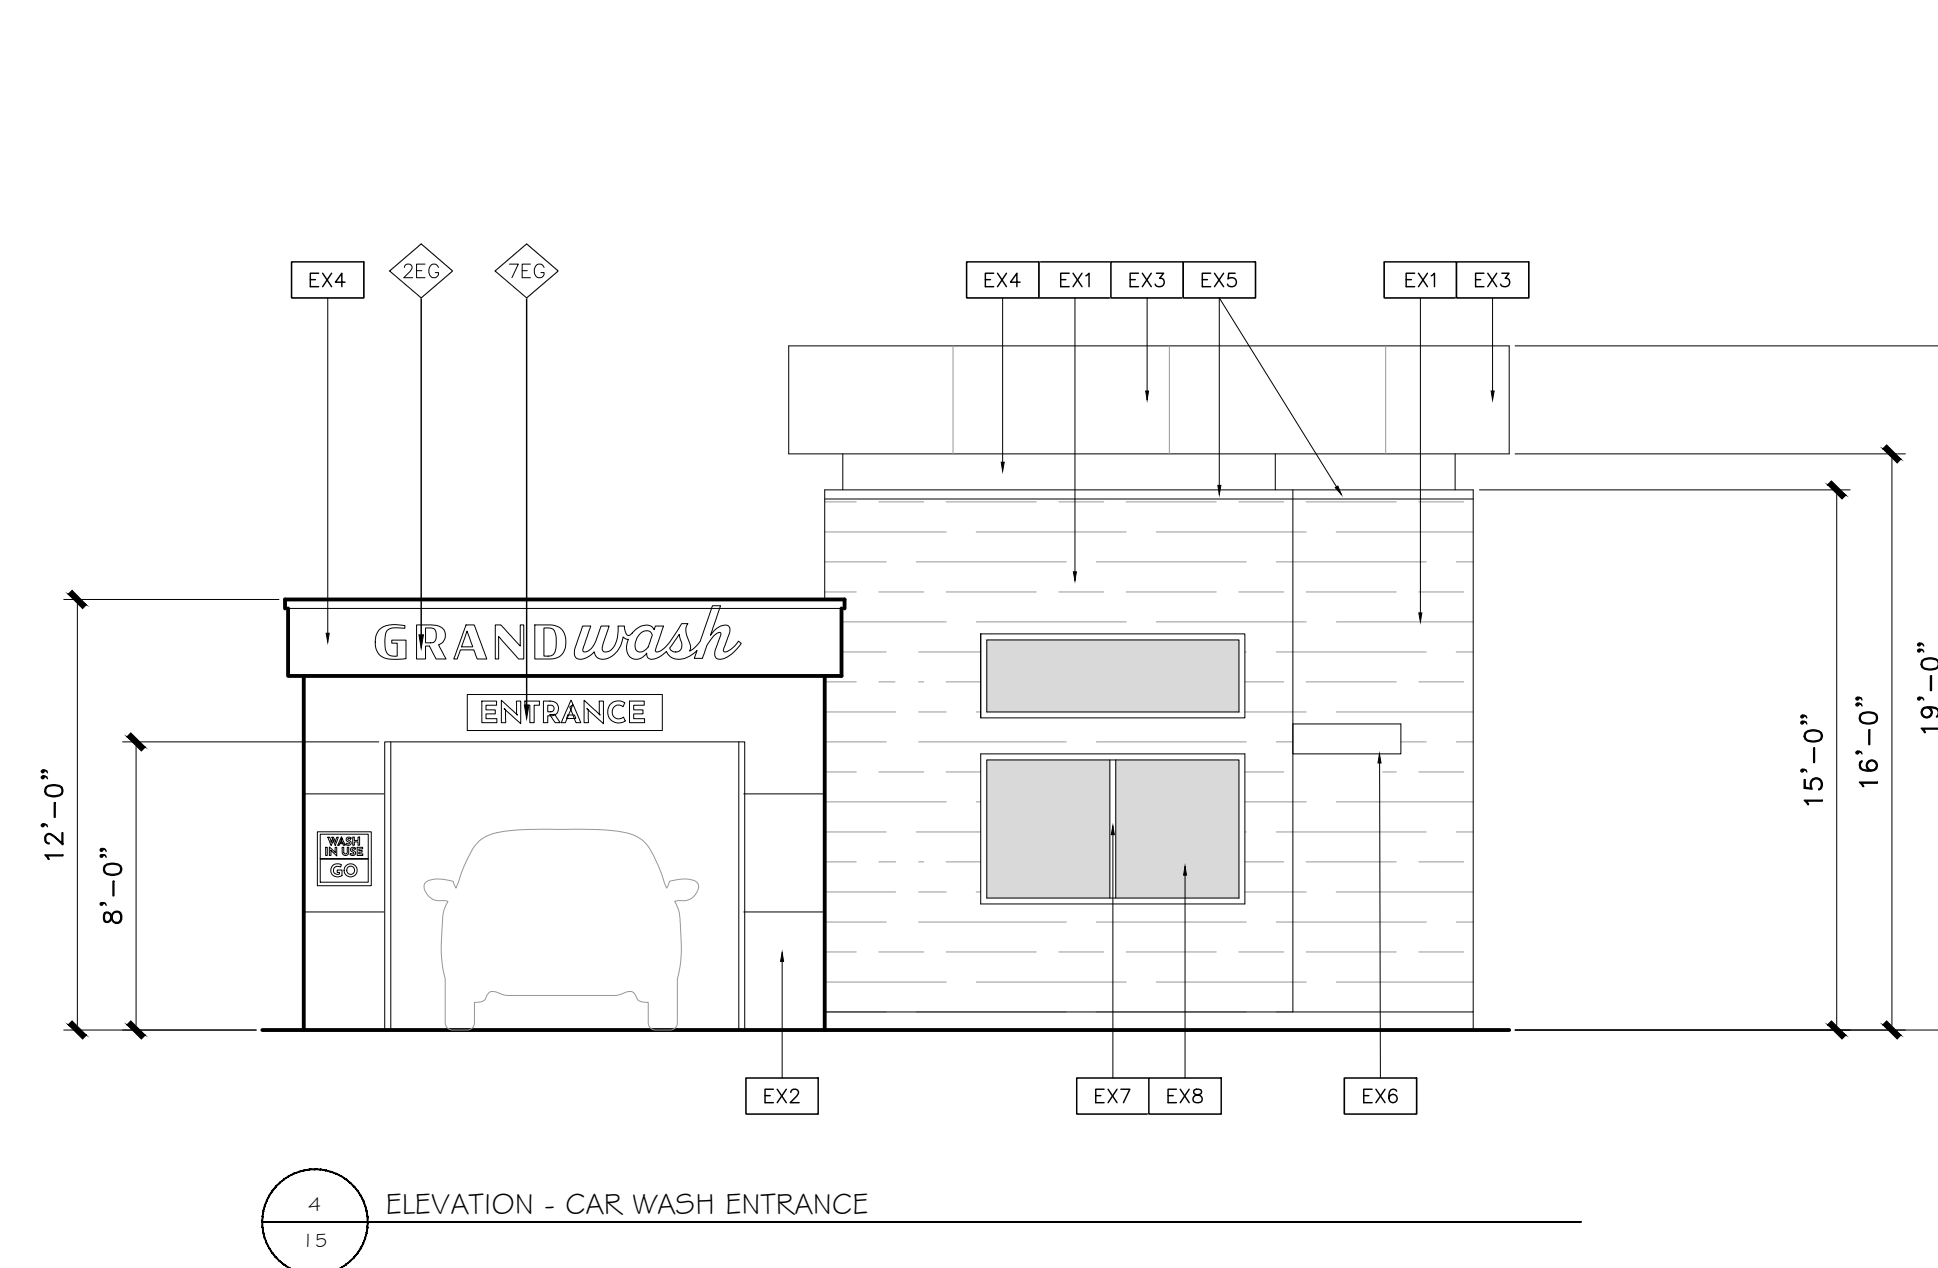 EX4
2EG
7EG
EX4
EX1
EX3
EX5
EX1
EX3
GRANDwash
ENTRANCE
WASH
IN USE
GO
12'-0"
8'-0"
15'-0"
16'-0"
19'-0"
EX2
EX7
EX8
EX6
4
15
ELEVATION - CAR WASH ENTRANCE